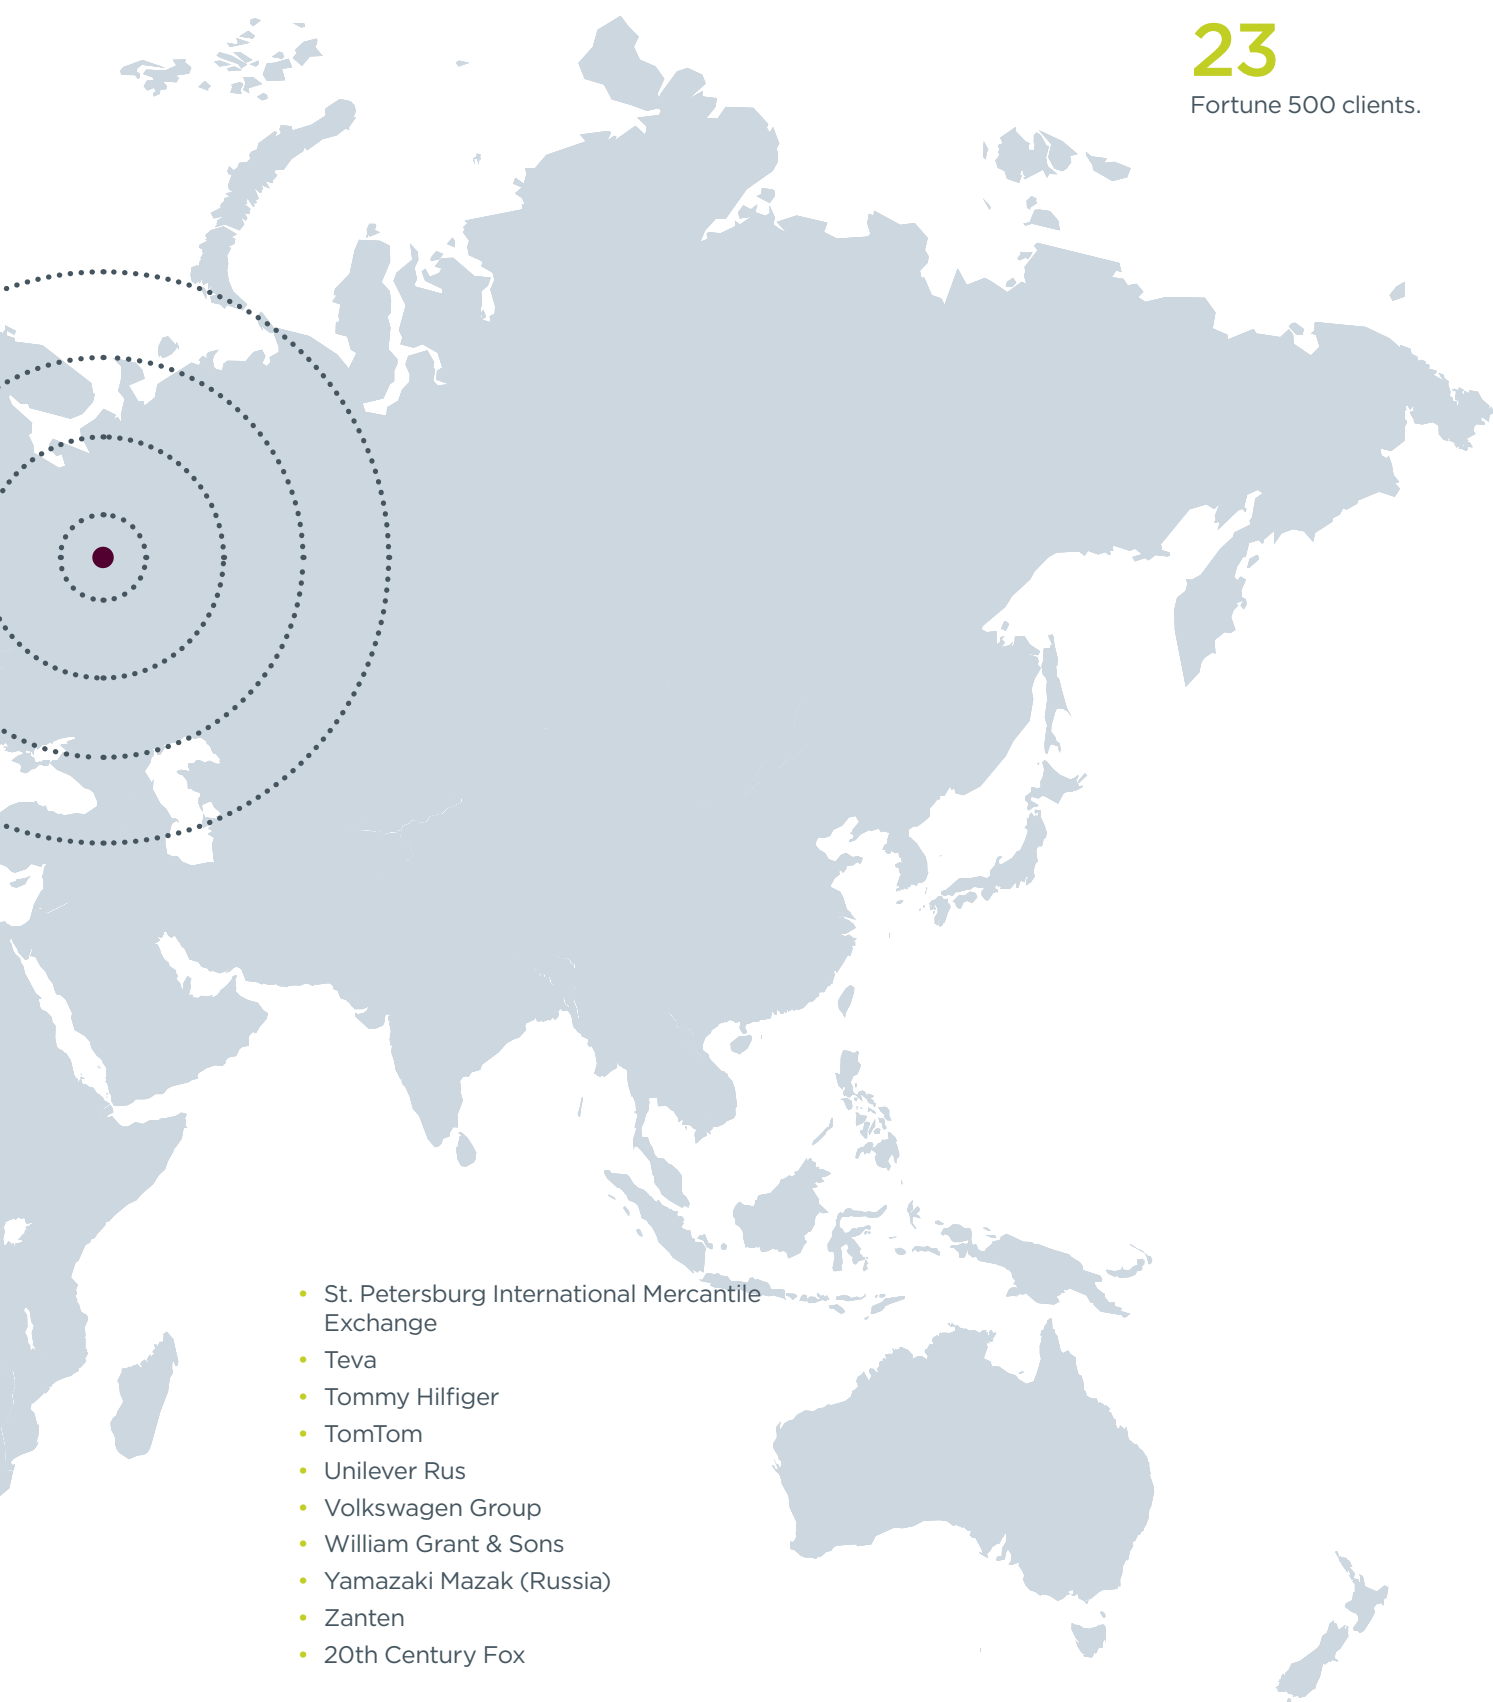 23
Fortune 500 clients.
• St. Petersburg International Mercantile
Exchange
• Teva
• Tommy Hilfiger
• TomTom
• Unilever Rus
• Volkswagen Group
• William Grant & Sons
• Yamazaki Mazak (Russia)
• Zanten
• 20th Century Fox